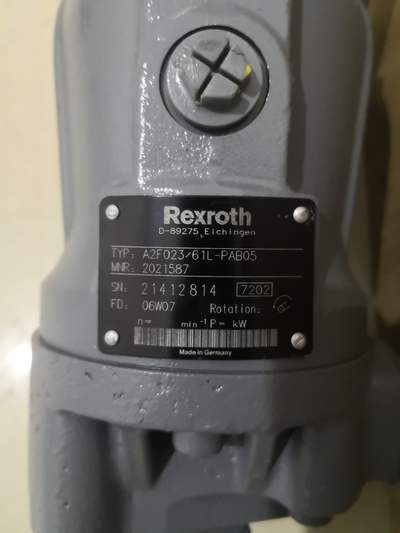 Rexroth
D-89275 Elchingen
TYP: A2FO23/61L-PAB05
MNR: 2021587
SN: 21412814 7202
FD: 06W07 Rotation:
n= min-¹ P= kW
Made in Germany